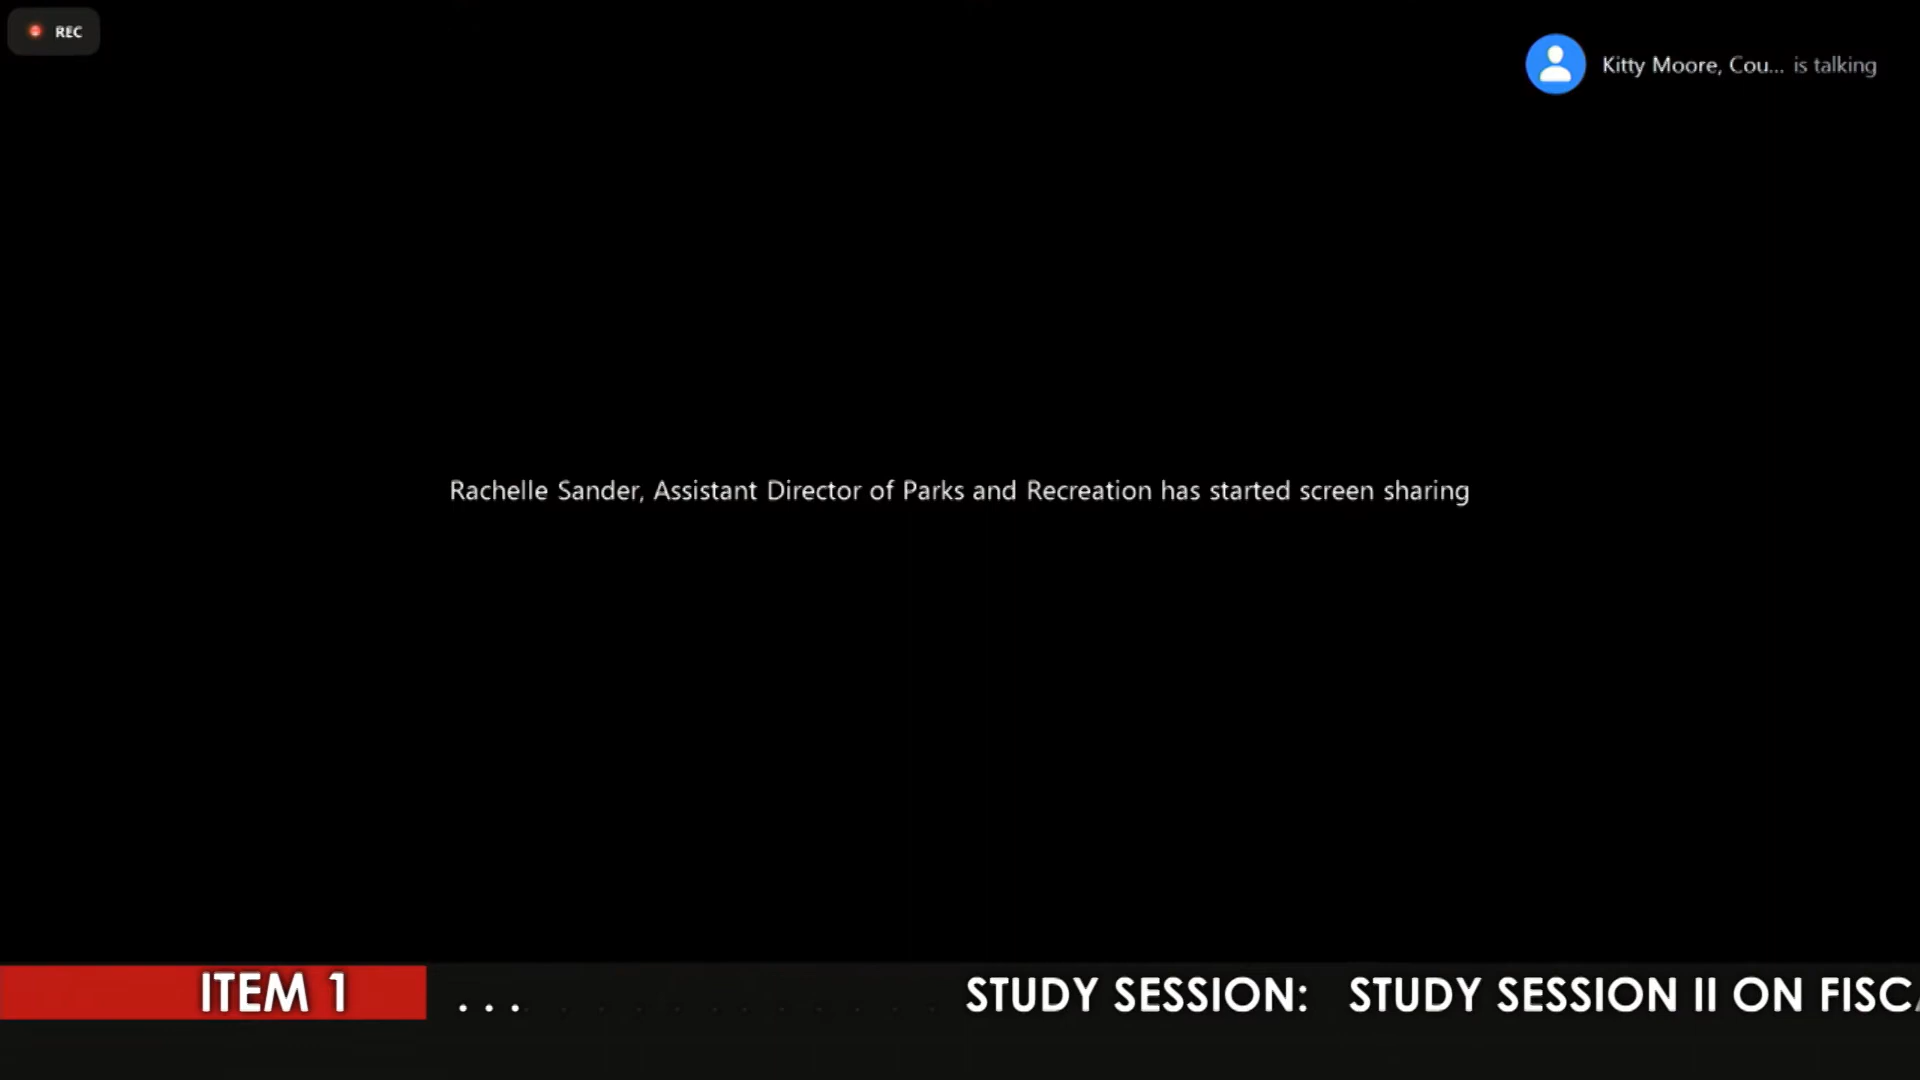 REC
Kitty Moore, Cou... is talking
Rachelle Sander, Assistant Director of Parks and Recreation has started screen sharing
ITEM 1 ... STUDY SESSION: STUDY SESSION II ON FISC